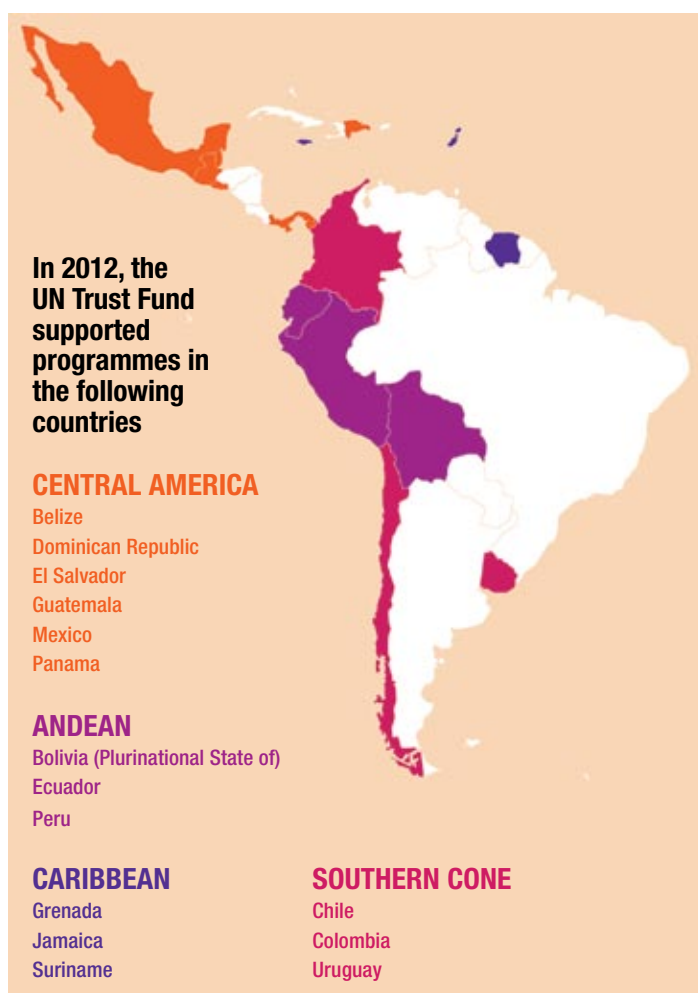 In 2012, the
UN Trust Fund
supported
programmes in
the following
countries
CENTRAL AMERICA
Belize
Dominican Republic
El Salvador
Guatemala
Mexico
Panama
ANDEAN
Bolivia (Plurinational State of)
Ecuador
Peru
CARIBBEAN
Grenada
Jamaica
Suriname
SOUTHERN CONE
Chile
Colombia
Uruguay